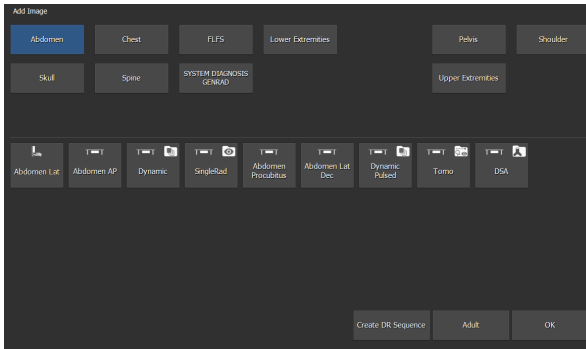 Add Image
Abdomen
Chest
FLFS
Lower Extremities
Pelvis
Shoulder
Skull
Spine
SYSTEM DIAGNOSIS
GENRAD
Upper Extremities
Abdomen Lat
Abdomen AP
Dynamic
SingleRad
Abdomen
Procubitus
Abdomen Lat
Dec
Dynamic
Pulsed
Tomo
DSA
Create DR Sequence
Adult
OK